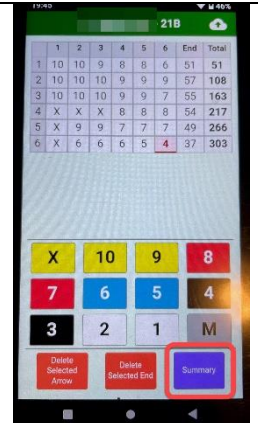 19:45 46%
21B
1 2 3 4 5 6 End Total
1 10 10 9 8 8 6 51 51
2 10 10 10 9 9 9 57 108
3 10 10 10 9 9 7 55 163
4 X X X 8 8 8 54 217
5 X 9 9 7 7 7 49 266
6 X 6 6 6 5 4 37 303
X 10 9 8
7 6 5 4
3 2 1 M
Delete Delete Summary
Selected Selected End
Arrow